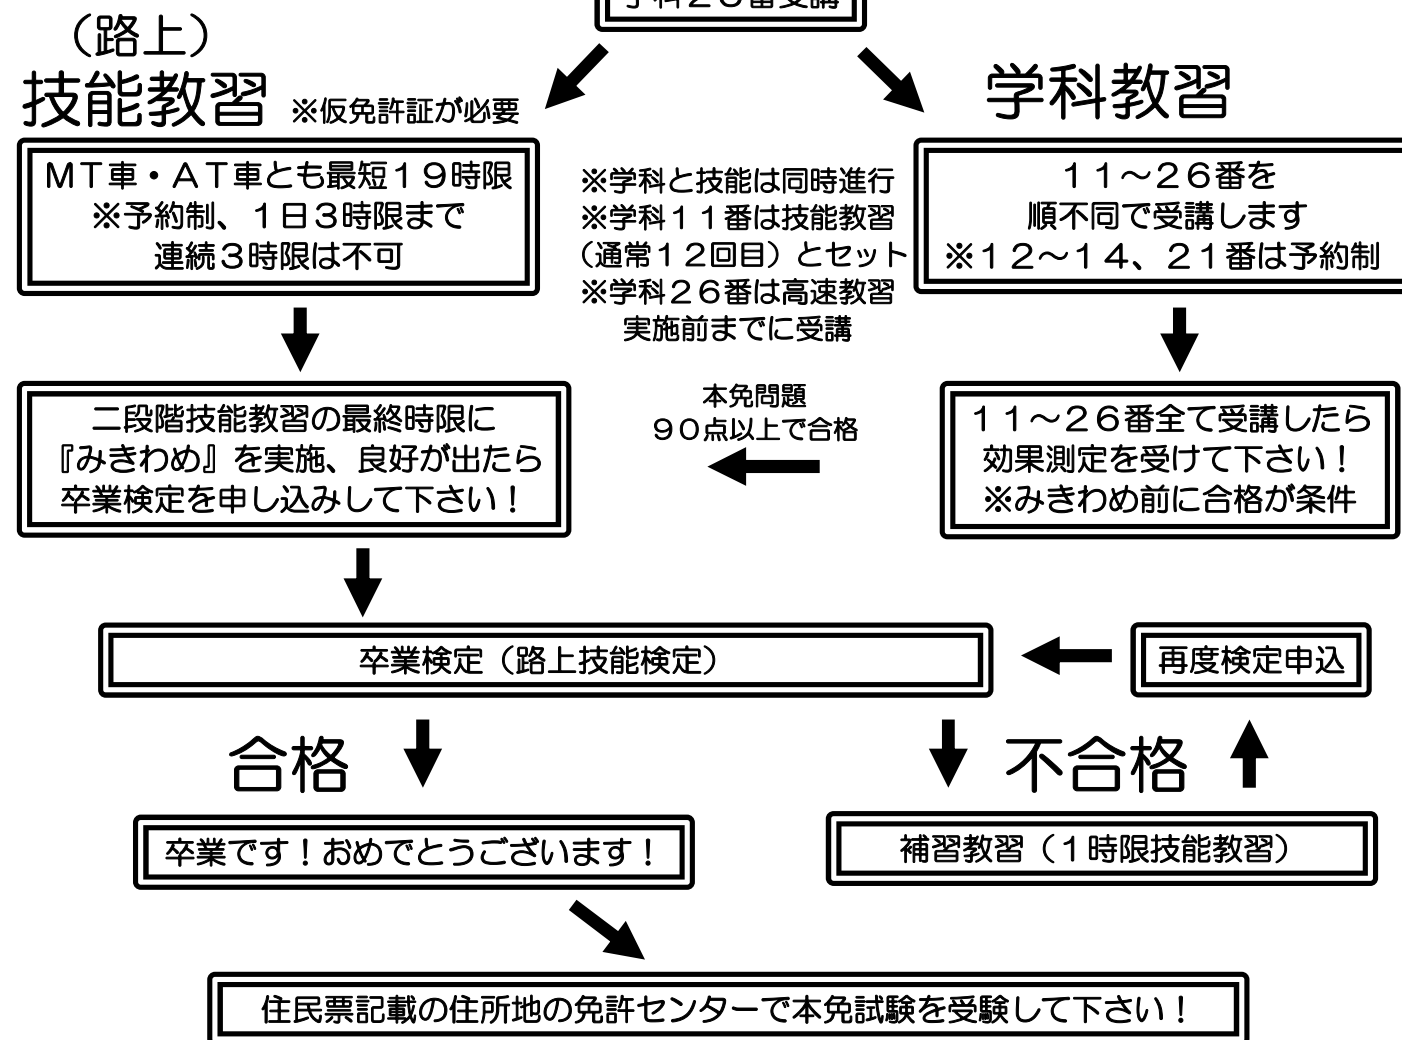 （路上）
技能教習 ※仮免許証が必要
ＭＴ車・ＡＴ車とも最短１９時限
※予約制、１日３時限まで
連続３時限は不可
※学科と技能は同時進行
※学科１１番は技能教習
（通常１２回目）とセット
※学科２６番は高速教習
実施前までに受講
学科教習
１１～２６番を
順不同で受講します
※１２～１４、２１番は予約制
二段階技能教習の最終時限に
『みきわめ』を実施、良好が出たら
卒業検定を申し込みして下さい！
本免問題
９０点以上で合格
１１～２６番全て受講したら
効果測定を受けて下さい！
※みきわめ前に合格が条件
卒業検定（路上技能検定）
再度検定申込
合格
不合格
卒業です！おめでとうございます！
補習教習（１時限技能教習）
住民票記載の住所地の免許センターで本免試験を受験して下さい！